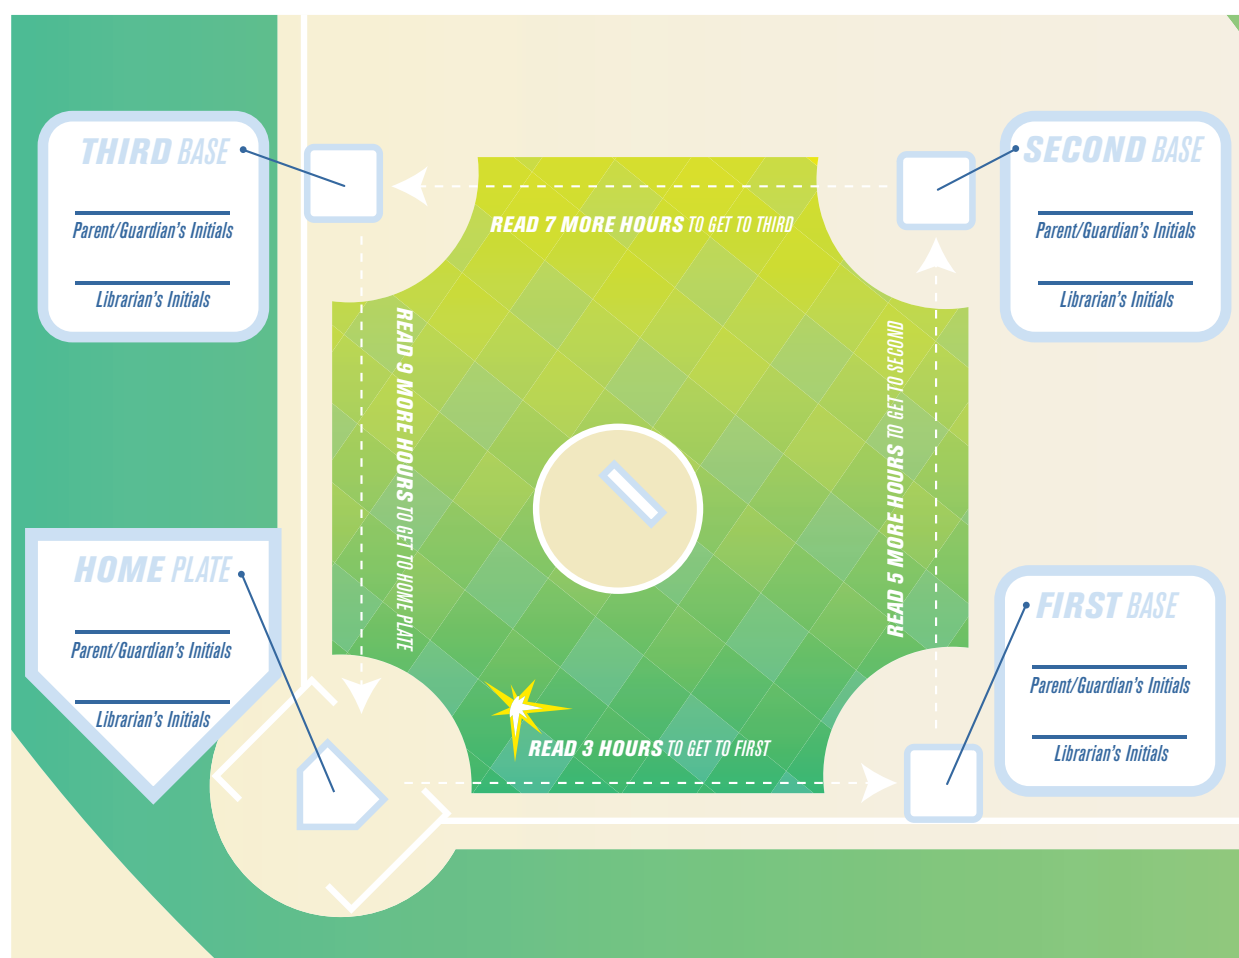 THIRD BASE
Parent/Guardian's Initials
Librarian's Initials
SECOND BASE
Parent/Guardian's Initials
Librarian's Initials
READ 7 MORE HOURS TO GET TO THIRD
READ 9 MORE HOURS TO GET TO HOME PLATE
READ 5 MORE HOURS TO GET TO SECOND
HOME PLATE
Parent/Guardian's Initials
Librarian's Initials
FIRST BASE
Parent/Guardian's Initials
Librarian's Initials
READ 3 HOURS TO GET TO FIRST